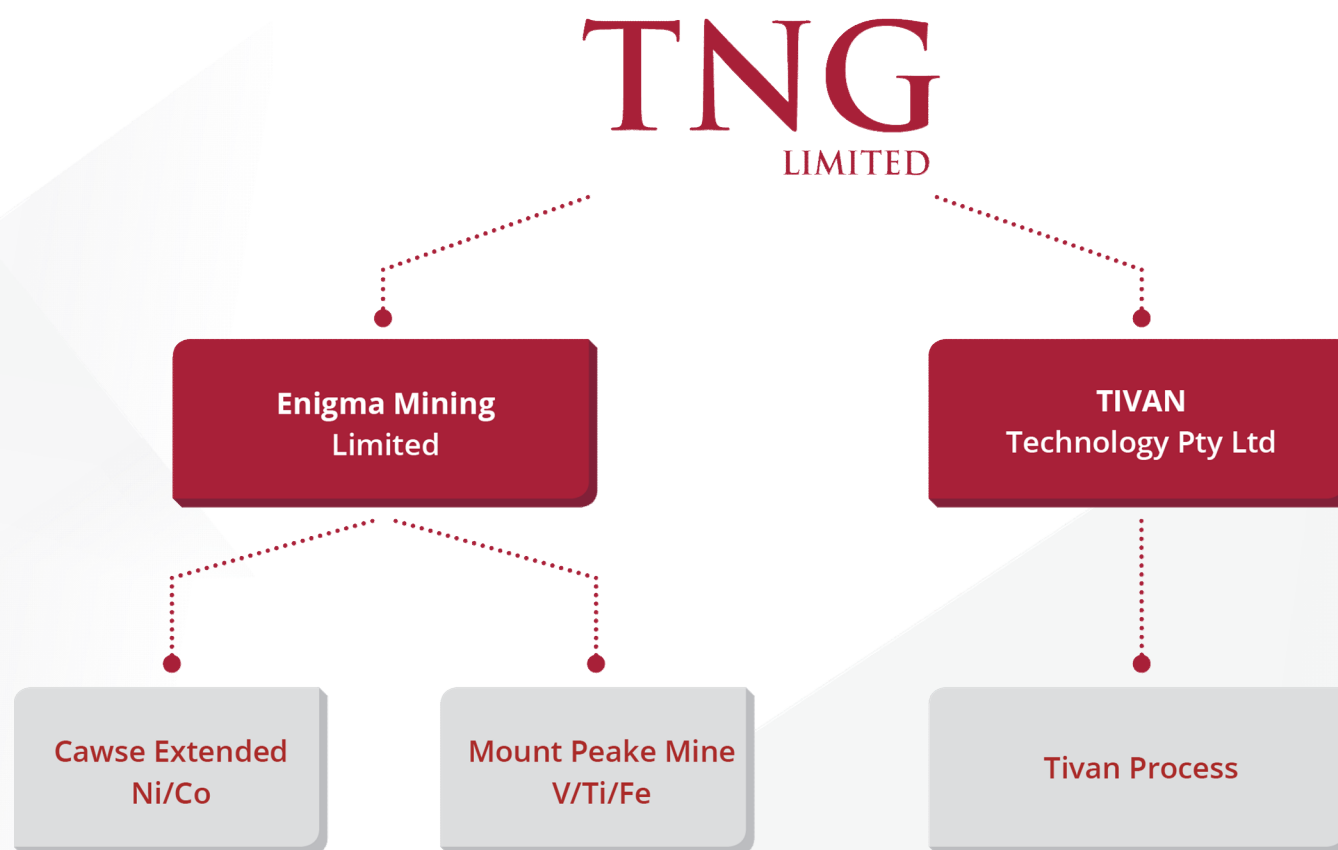 TNG
LIMITED
Enigma Mining
Limited
TIVAN
Technology Pty Ltd
Cawse Extended
Ni/Co
Mount Peake Mine
V/Ti/Fe
Tivan Process